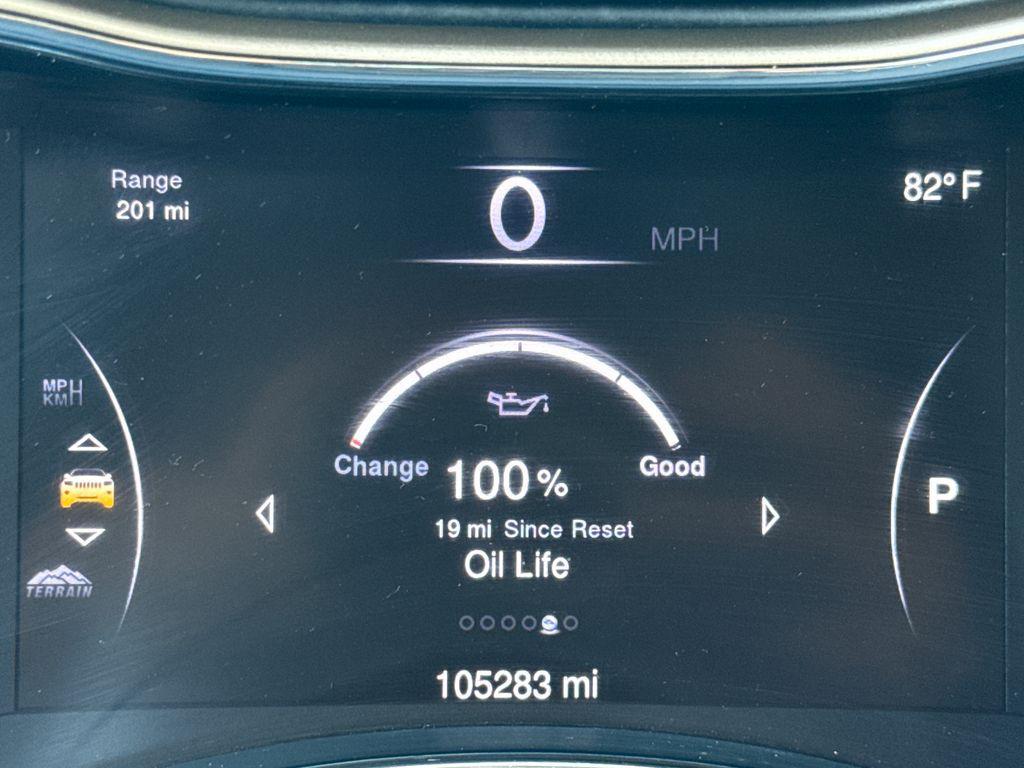 Range
201 mi
0
MPH
82°F
MPH
KM
Change
100%
Good
19 mi Since Reset
Oil Life
P
TERRAIN
105283 mi